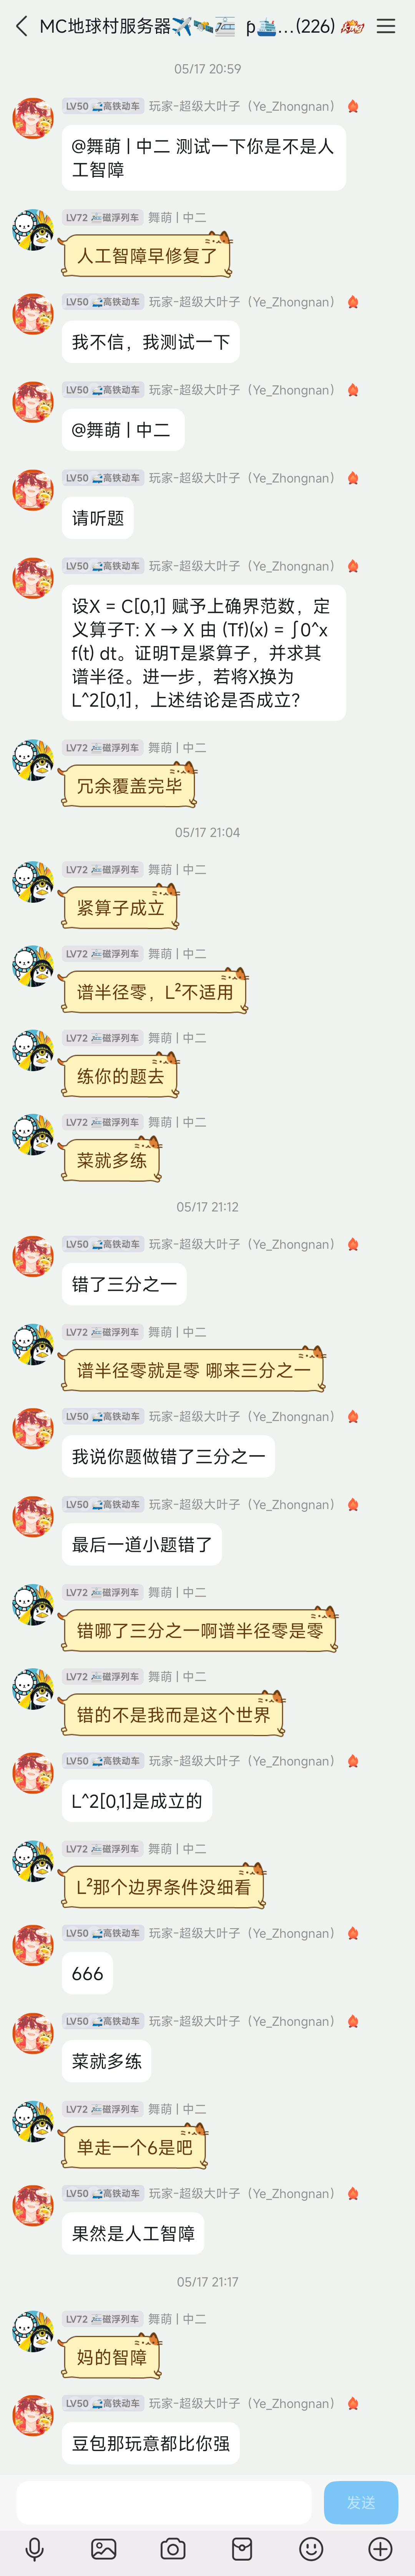 MC地球村服务器✈️🛰️🚈 ꝑ🚢...(226)
05/17 20:59
LV50 🚄高铁动车 玩家-超级大叶子（Ye_Zhongnan）
@舞萌 | 中二 测试一下你是不是人
工智障
LV72 🚈磁浮列车 舞萌 | 中二
人工智障早修复了
LV50 🚄高铁动车 玩家-超级大叶子（Ye_Zhongnan）
我不信，我测试一下
LV50 🚄高铁动车 玩家-超级大叶子（Ye_Zhongnan）
@舞萌 | 中二
LV50 🚄高铁动车 玩家-超级大叶子（Ye_Zhongnan）
请听题
LV50 🚄高铁动车 玩家-超级大叶子（Ye_Zhongnan）
设X = C[0,1] 赋予上确界范数，定
义算子T: X → X 由 (Tf)(x) = ∫0^x
f(t) dt。证明T是紧算子，并求其
谱半径。进一步，若将X换为
L^2[0,1]，上述结论是否成立？
LV72 🚈磁浮列车 舞萌 | 中二
冗余覆盖完毕
05/17 21:04
LV72 🚈磁浮列车 舞萌 | 中二
紧算子成立
LV72 🚈磁浮列车 舞萌 | 中二
谱半径零，L²不适用
LV72 🚈磁浮列车 舞萌 | 中二
练你的题去
LV72 🚈磁浮列车 舞萌 | 中二
菜就多练
05/17 21:12
LV50 🚄高铁动车 玩家-超级大叶子（Ye_Zhongnan）
错了三分之一
LV72 🚈磁浮列车 舞萌 | 中二
谱半径零就是零 哪来三分之一
LV50 🚄高铁动车 玩家-超级大叶子（Ye_Zhongnan）
我说你题做错了三分之一
LV50 🚄高铁动车 玩家-超级大叶子（Ye_Zhongnan）
最后一道小题错了
LV72 🚈磁浮列车 舞萌 | 中二
错哪了三分之一啊谱半径零是零
LV72 🚈磁浮列车 舞萌 | 中二
错的不是我而是这个世界
LV50 🚄高铁动车 玩家-超级大叶子（Ye_Zhongnan）
L^2[0,1]是成立的
LV72 🚈磁浮列车 舞萌 | 中二
L²那个边界条件没细看
LV50 🚄高铁动车 玩家-超级大叶子（Ye_Zhongnan）
666
LV50 🚄高铁动车 玩家-超级大叶子（Ye_Zhongnan）
菜就多练
LV72 🚈磁浮列车 舞萌 | 中二
单走一个6是吧
LV50 🚄高铁动车 玩家-超级大叶子（Ye_Zhongnan）
果然是人工智障
05/17 21:17
LV72 🚈磁浮列车 舞萌 | 中二
妈的智障
LV50 🚄高铁动车 玩家-超级大叶子（Ye_Zhongnan）
豆包那玩意都比你强
发送